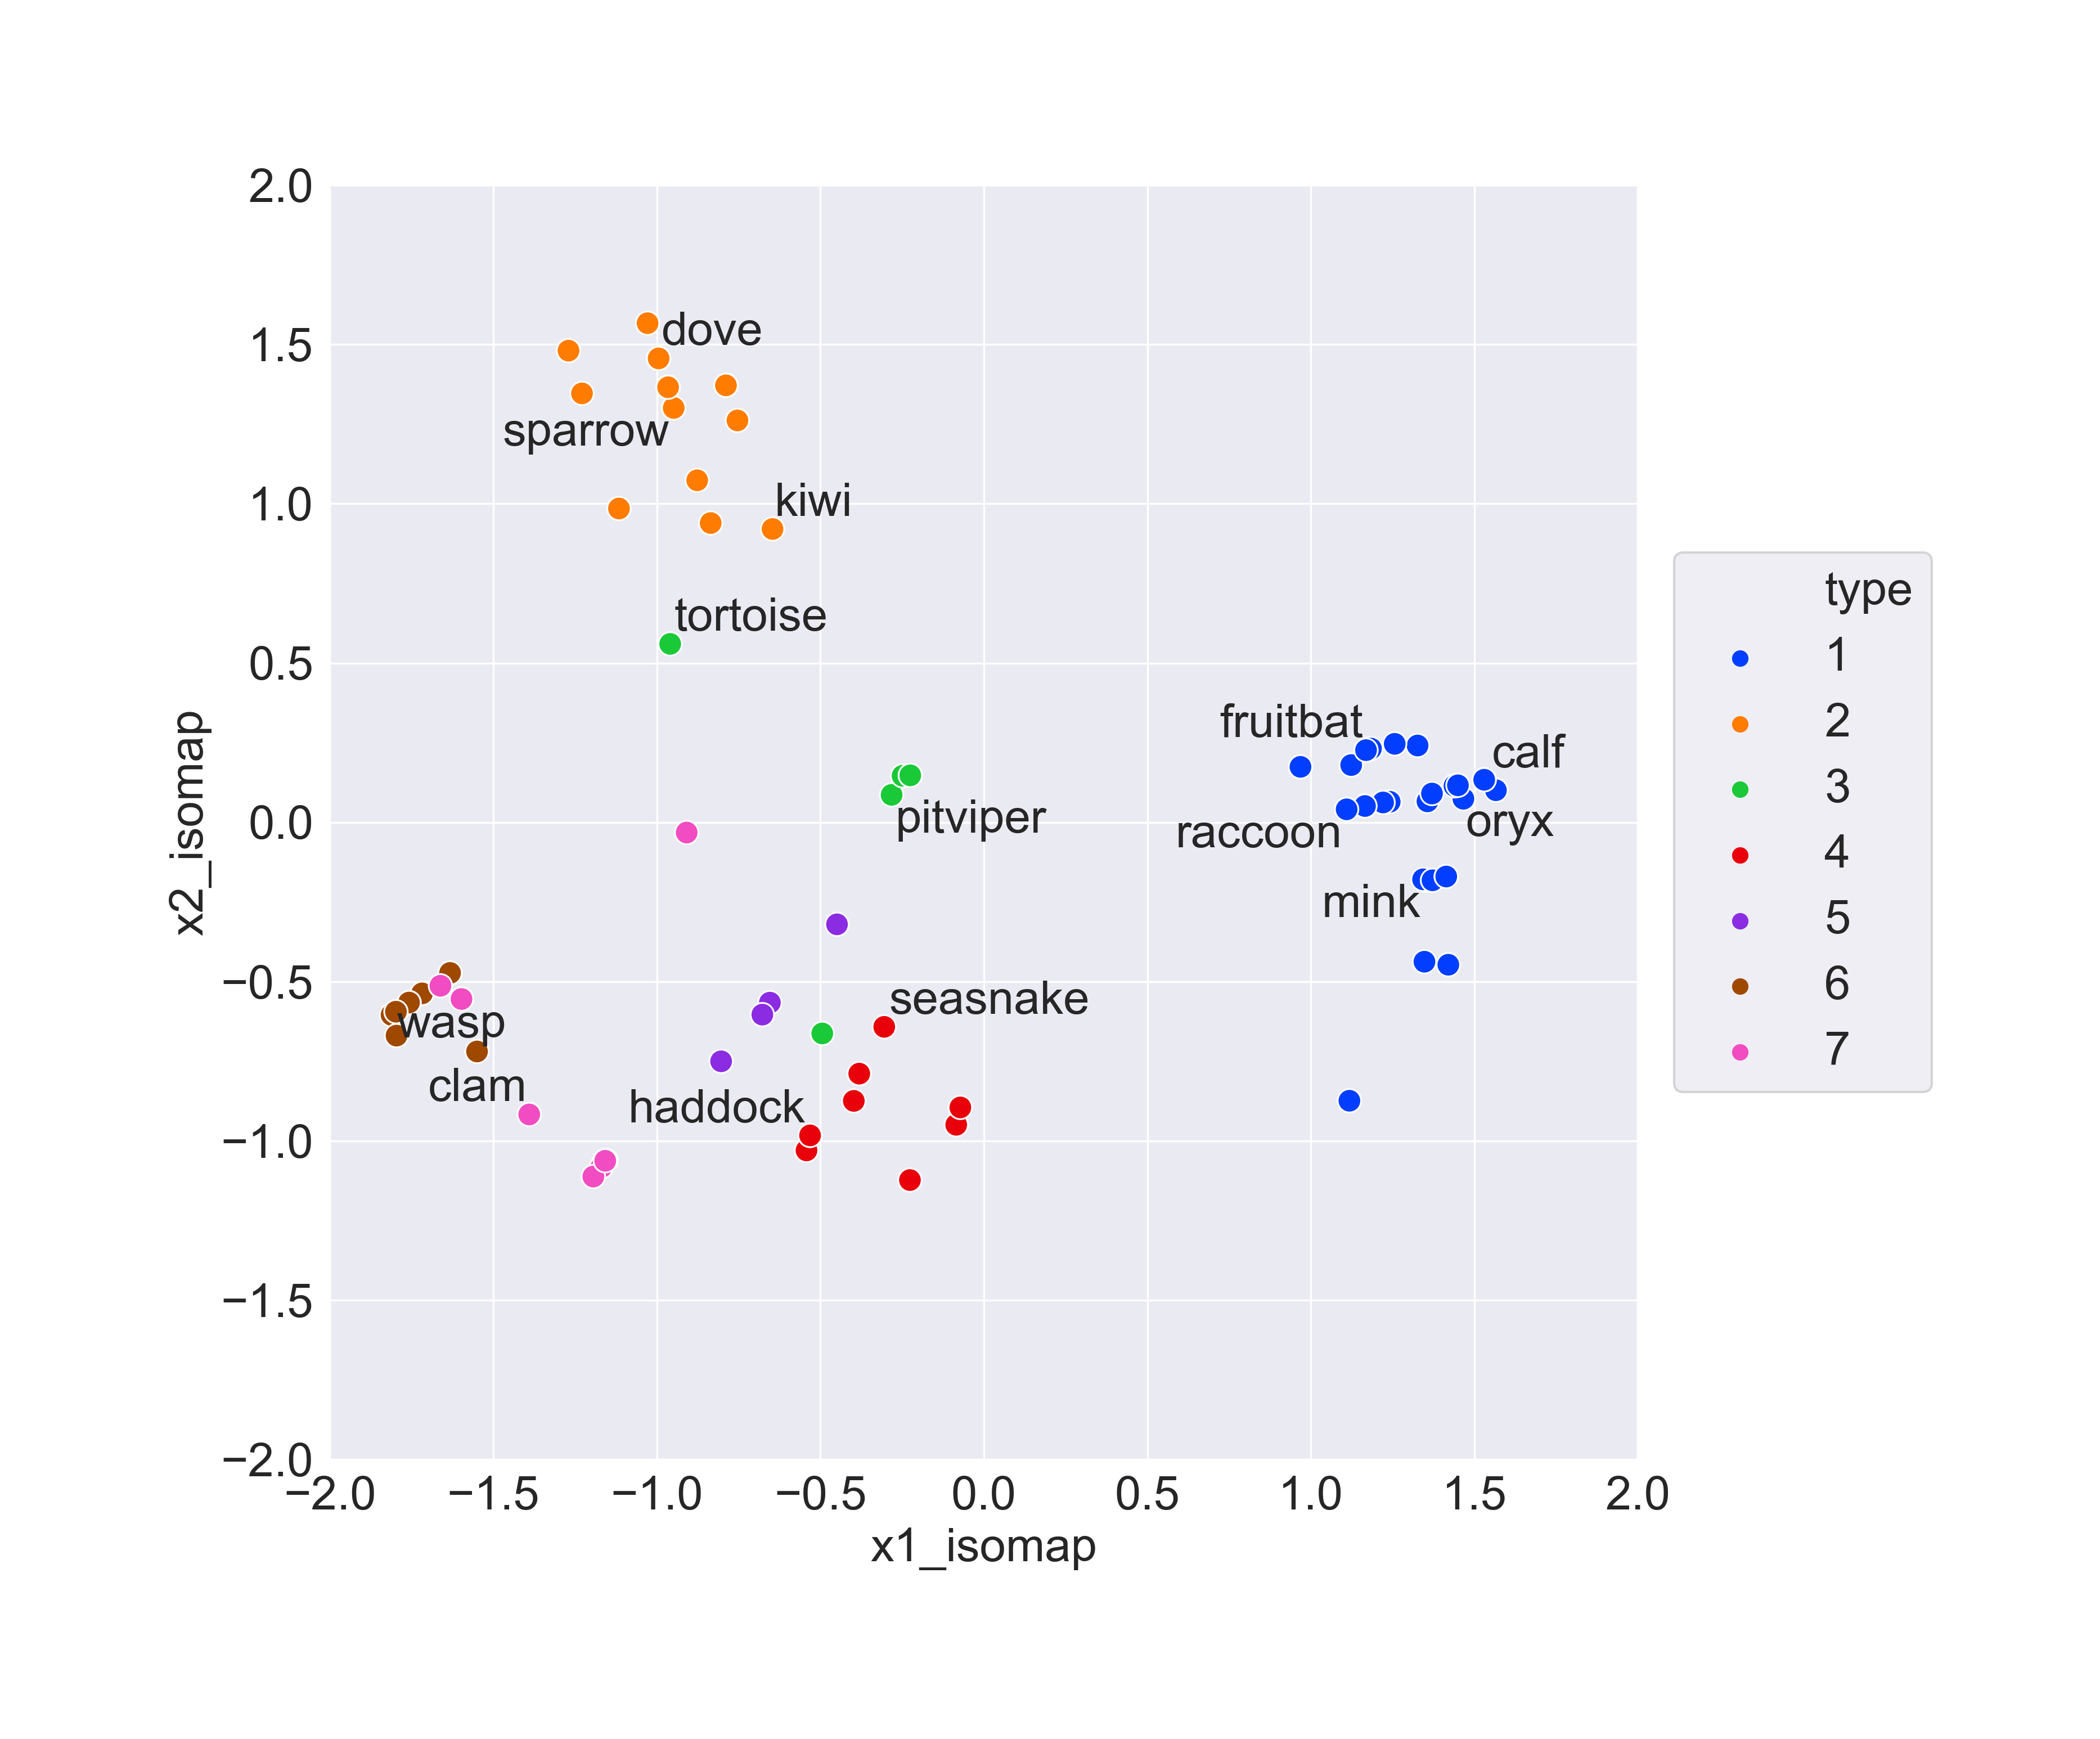 2.0
1.5
1.0
0.5
0.0
−0.5
−1.0
−1.5
−2.0
x2_isomap
dove
sparrow
kiwi
tortoise
fruitbat
calf
pitviper
oryx
raccoon
mink
seasnake
wasp
clam
haddock
−2.0 −1.5 −1.0 −0.5 0.0 0.5 1.0 1.5 2.0
x1_isomap
type
1
2
3
4
5
6
7